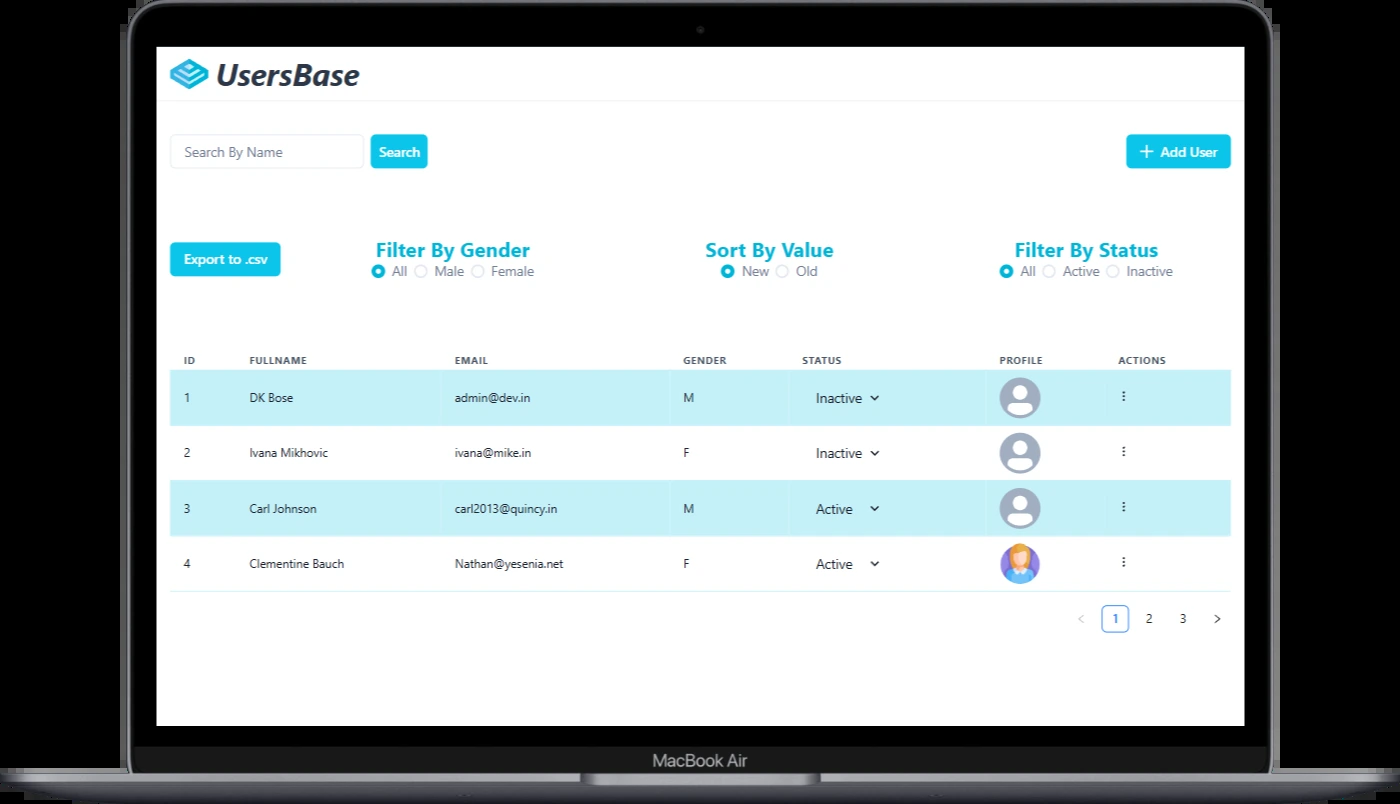 UsersBase
Search By Name Search + Add User
Export to .csv
Filter By Gender Sort By Value Filter By Status
All Male Female New Old All Active Inactive
ID FULLNAME EMAIL GENDER STATUS PROFILE ACTIONS
1 DK Bose admin@dev.in M Inactive
2 Ivana Mikhovic ivana@mike.in F Inactive
3 Carl Johnson carl2013@quincy.in M Active
4 Clementine Bauch Nathan@yesenia.net F Active
< 1 2 3 >
MacBook Air